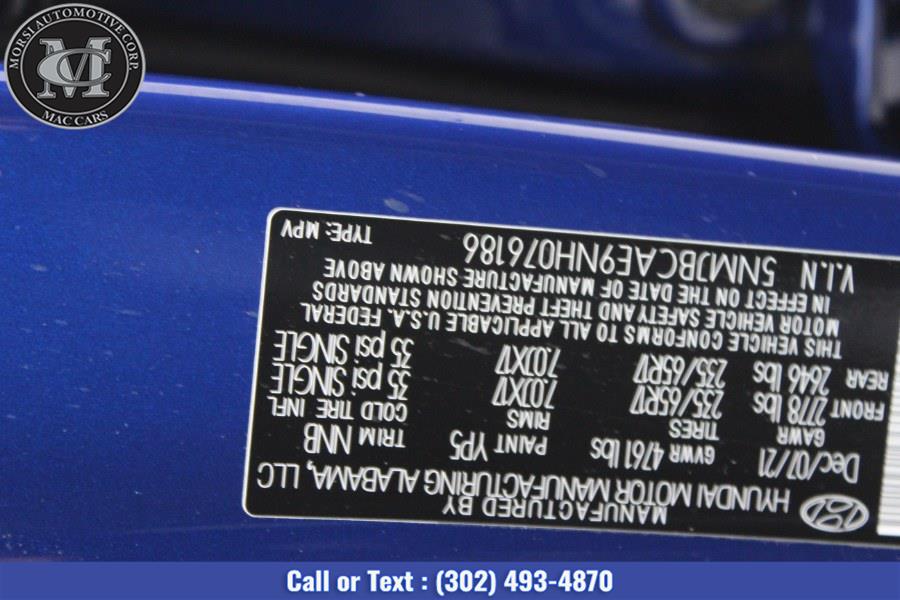 MORSI AUTOMOTIVE CORP.
MC
MAC CARS
MANUFACTURED BY
HYUNDAI MOTOR MANUFACTURING ALABAMA, LLC
Dec/07/21 GVWR 4761 lbs PAINT YP5 TRIM NNB
GAWR TIRES RIMS COLD TIRE INFL
FRONT 2778 lbs 235/65R17 7.0JX17 35 psi SINGLE
REAR 2646 lbs 235/65R17 7.0JX17 35 psi SINGLE
THIS VEHICLE CONFORMS TO ALL APPLICABLE U.S.A. FEDERAL
MOTOR VEHICLE SAFETY AND THEFT PREVENTION STANDARDS
IN EFFECT ON THE DATE OF MANUFACTURE SHOWN ABOVE
V.I.N 5NMJBCAE9NH076186 TYPE: MPV
Call or Text : (302) 493-4870